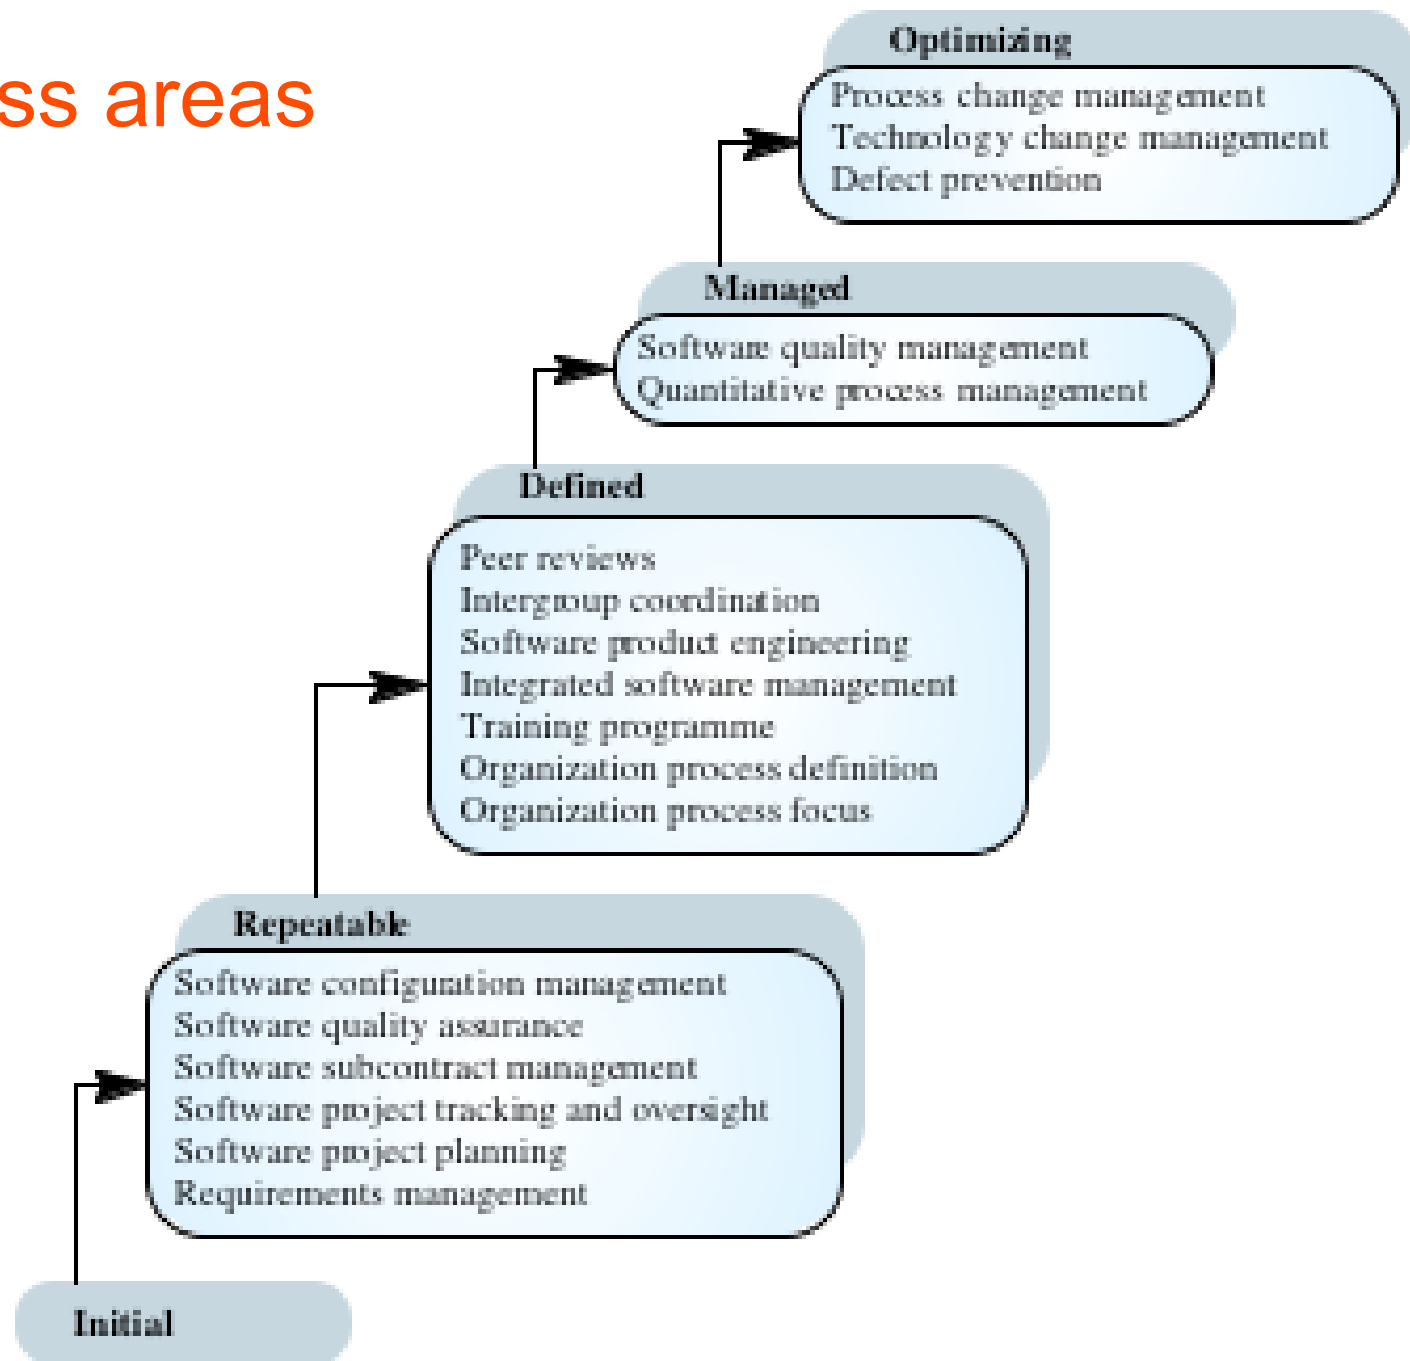 ss areas
Optimizing
Process change management
Technology change management
Defect prevention
Managed
Software quality management
Quantitative process management
Defined
Peer reviews
Intergroup coordination
Software product engineering
Integrated software management
Training programme
Organization process definition
Organization process focus
Repeatable
Software configuration management
Software quality assurance
Software subcontract management
Software project tracking and oversight
Software project planning
Requirements management
Initial